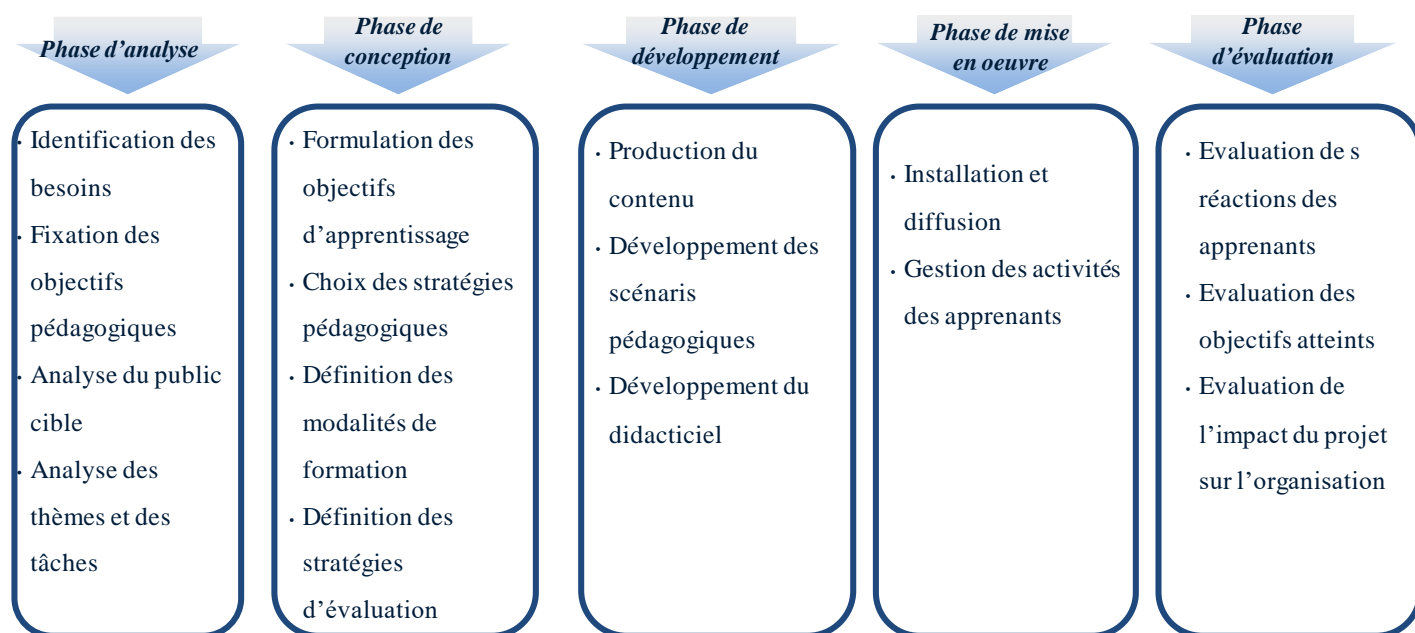 Phase d’analyse
· Identification des
besoins
· Fixation des
objectifs
pédagogiques
· Analyse du public
cible
· Analyse des
thèmes et des
tâches
Phase de
conception
· Formulation des
objectifs
d’apprentissage
· Choix des stratégies
pédagogiques
· Définition des
modalités de
formation
· Définition des
stratégies
d’évaluation
Phase de
développement
· Production du
contenu
· Développement des
scénaris
pédagogiques
· Développement du
didacticiel
Phase de mise
en oeuvre
· Installation et
diffusion
· Gestion des activités
des apprenants
Phase
d’évaluation
· Evaluation de s
réactions des
apprenants
· Evaluation des
objectifs atteints
· Evaluation de
l’impact du projet
sur l’organisation